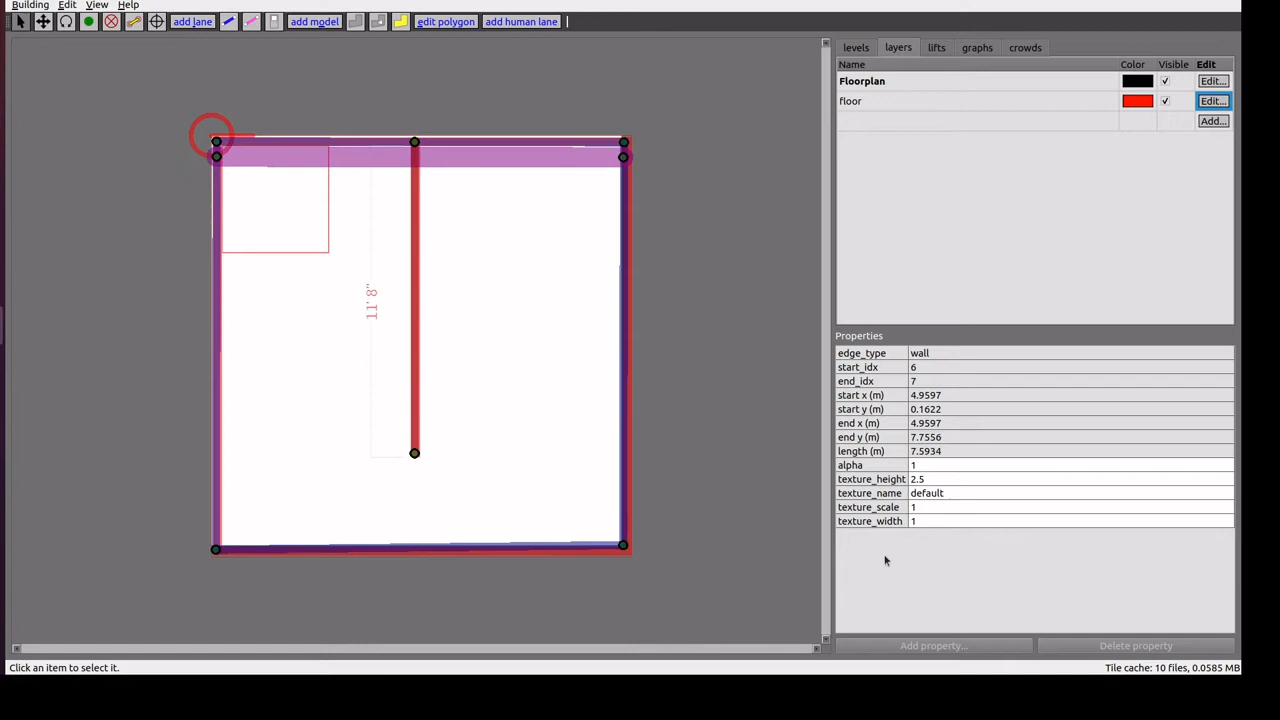 Building Edit View Help
add lane add model edit polygon add human lane
levels layers lifts graphs crowds
Name Color Visible Edit
Floorplan Edit...
floor Edit...
Add...
11' 8"
Properties
edge_type wall
start_idx 6
end_idx 7
start x (m) 4.9597
start y (m) 0.1622
end x (m) 4.9597
end y (m) 7.7556
length (m) 7.5934
alpha 1
texture_height 2.5
texture_name default
texture_scale 1
texture_width 1
Add property... Delete property
Click an item to select it. Tile cache: 10 files, 0.0585 MB